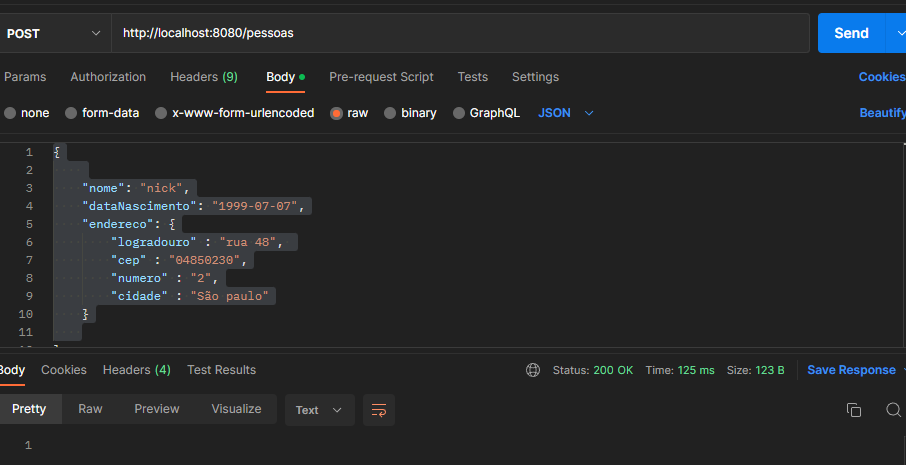 POST http://localhost:8080/pessoas Send
Params Authorization Headers (9) Body Pre-request Script Tests Settings Cookies
none form-data x-www-form-urlencoded raw binary GraphQL JSON Beautify
1 {
2
3 "nome": "nick",
4 "dataNascimento": "1999-07-07",
5 "endereco": {
6 "logradouro" : "rua 48",
7 "cep" : "04850230",
8 "numero" : "2",
9 "cidade" : "São paulo"
10 }
11
Body Cookies Headers (4) Test Results Status: 200 OK Time: 125 ms Size: 123 B Save Response
Pretty Raw Preview Visualize Text
1